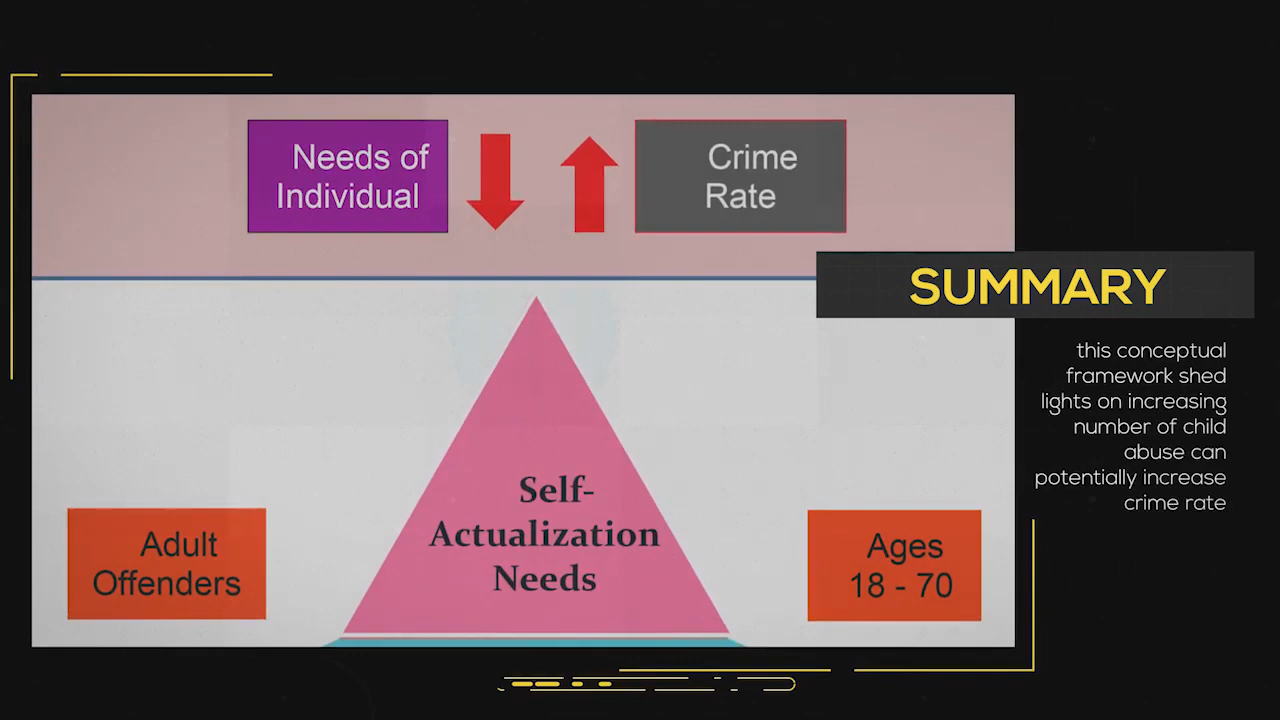 Needs of
Individual
Crime
Rate
SUMMARY
this conceptual
framework shed
lights on increasing
number of child
abuse can
potentially increase
crime rate
Self-
Actualization
Needs
Adult
Offenders
Ages
18 - 70